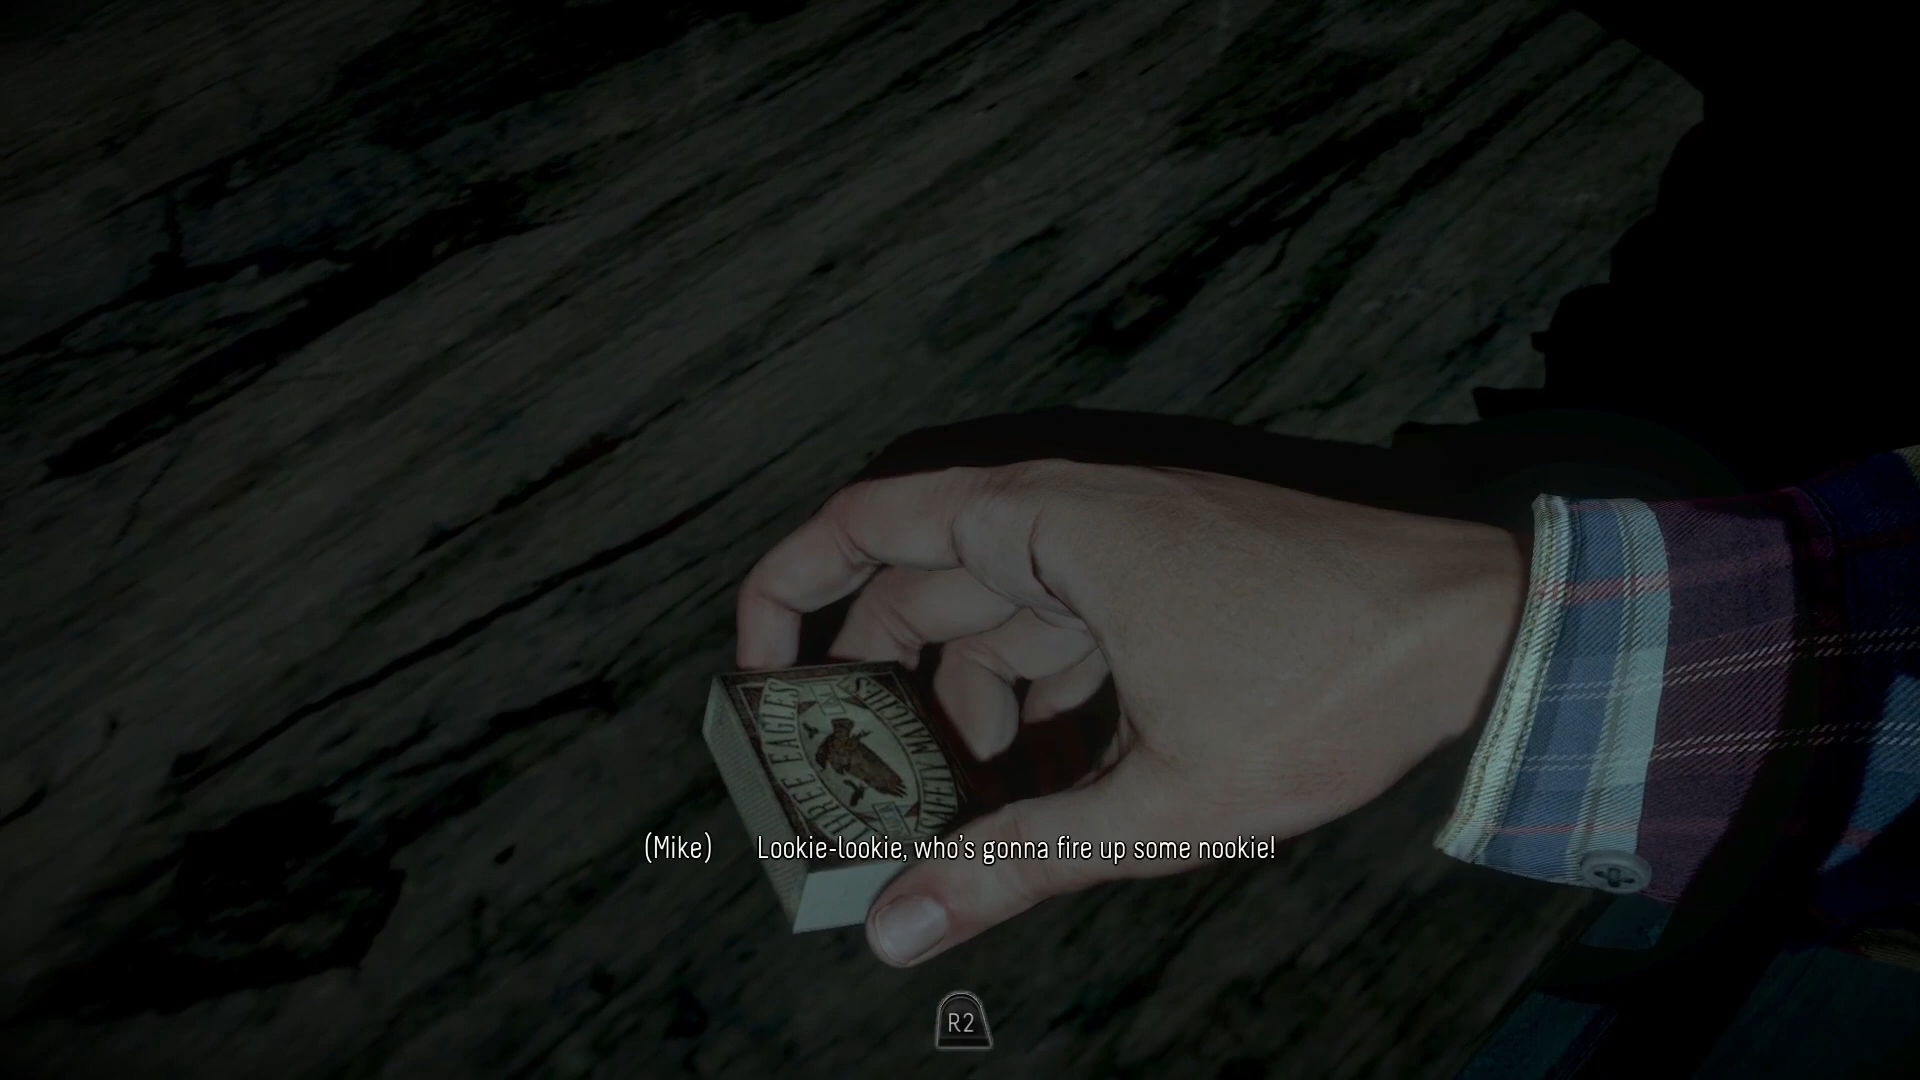 THREE EAGLES
SAFETY MATCHES
(Mike) Lookie-lookie, who's gonna fire up some nookie!
R2